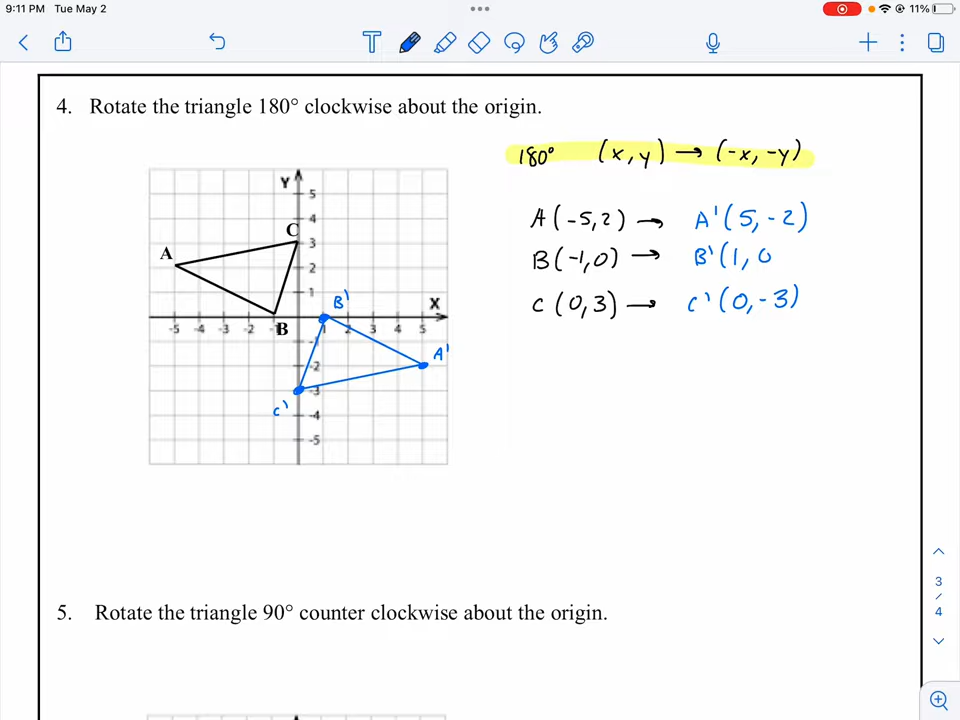 9:11 PM Tue May 2
11%
T
4. Rotate the triangle 180° clockwise about the origin.
180° (x, y) → (-x, -y)
A(-5,2) → A'(5,-2)
B(-1,0) → B'(1,0
C(0,3) → C'(0,-3)
Y
5
4
C
3
A
2
1
B'
X
-5 -4 -3 -2 -1 B 1 2 3 4 5
-1
A'
-2
-3
C'
-4
-5
3
/
4
5. Rotate the triangle 90° counter clockwise about the origin.